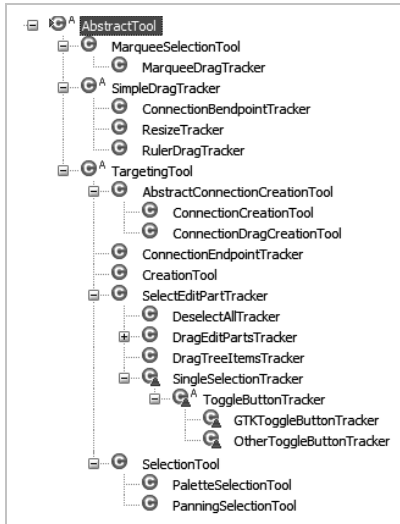 A AbstractTool
MarqueeSelectionTool
MarqueeDragTracker
A SimpleDragTracker
ConnectionBendpointTracker
ResizeTracker
RulerDragTracker
A TargetingTool
AbstractConnectionCreationTool
ConnectionCreationTool
ConnectionDragCreationTool
ConnectionEndpointTracker
CreationTool
SelectEditPartTracker
DeselectAllTracker
DragEditPartsTracker
DragTreeItemsTracker
SingleSelectionTracker
A ToggleButtonTracker
GTKToggleButtonTracker
OtherToggleButtonTracker
SelectionTool
PaletteSelectionTool
PanningSelectionTool